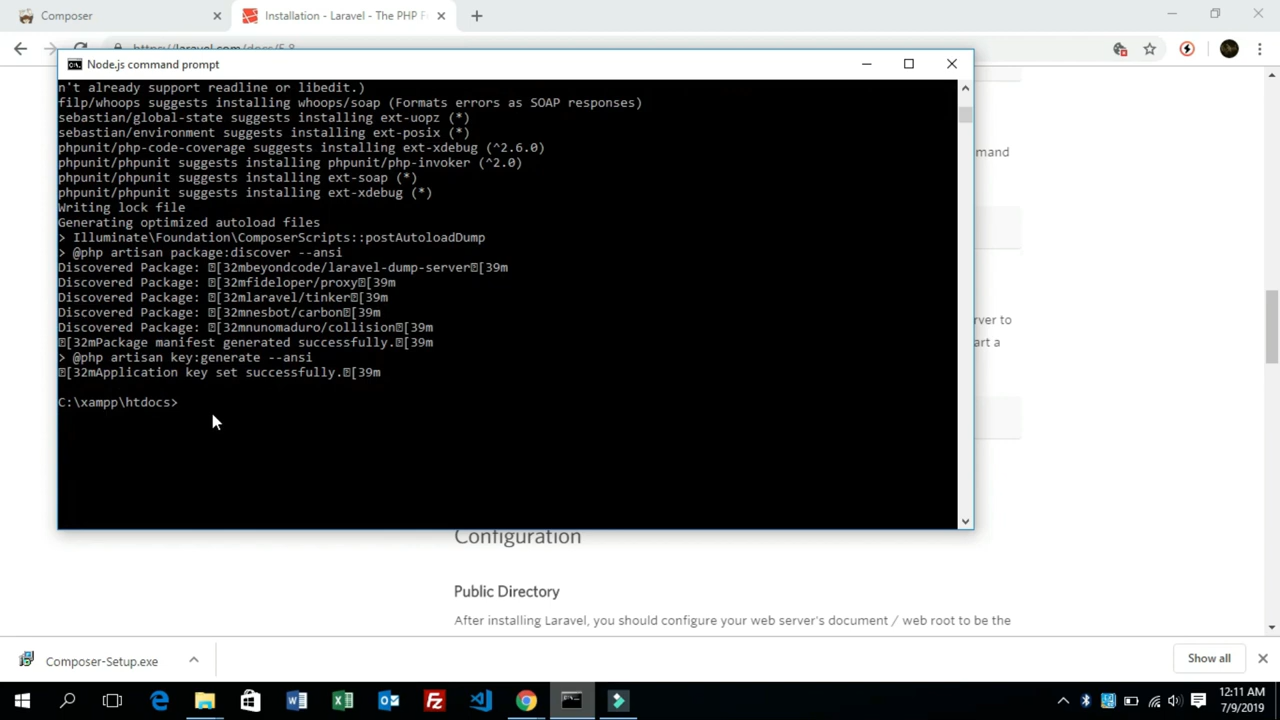 Composer
Installation - Laravel - The PHP F
https://laravel.com/docs/5.8
Node.js command prompt
n't already support readline or libedit.)
filp/whoops suggests installing whoops/soap (Formats errors as SOAP responses)
sebastian/global-state suggests installing ext-uopz (*)
sebastian/environment suggests installing ext-posix (*)
phpunit/php-code-coverage suggests installing ext-xdebug (^2.6.0)
phpunit/phpunit suggests installing phpunit/php-invoker (^2.0)
phpunit/phpunit suggests installing ext-soap (*)
phpunit/phpunit suggests installing ext-xdebug (*)
Writing lock file
Generating optimized autoload files
> Illuminate\Foundation\ComposerScripts::postAutoloadDump
> @php artisan package:discover --ansi
Discovered Package: [32mbeyondcode/laravel-dump-server[39m
Discovered Package: [32mfideloper/proxy[39m
Discovered Package: [32mlaravel/tinker[39m
Discovered Package: [32mnesbot/carbon[39m
Discovered Package: [32mnunomaduro/collision[39m
[32mPackage manifest generated successfully.[39m
> @php artisan key:generate --ansi
[32mApplication key set successfully.[39m
C:\xampp\htdocs>
mand
rver to
art a
Configuration
Public Directory
After installing Laravel, you should configure your web server's document / web root to be the
Composer-Setup.exe
Show all
12:11 AM
7/9/2019